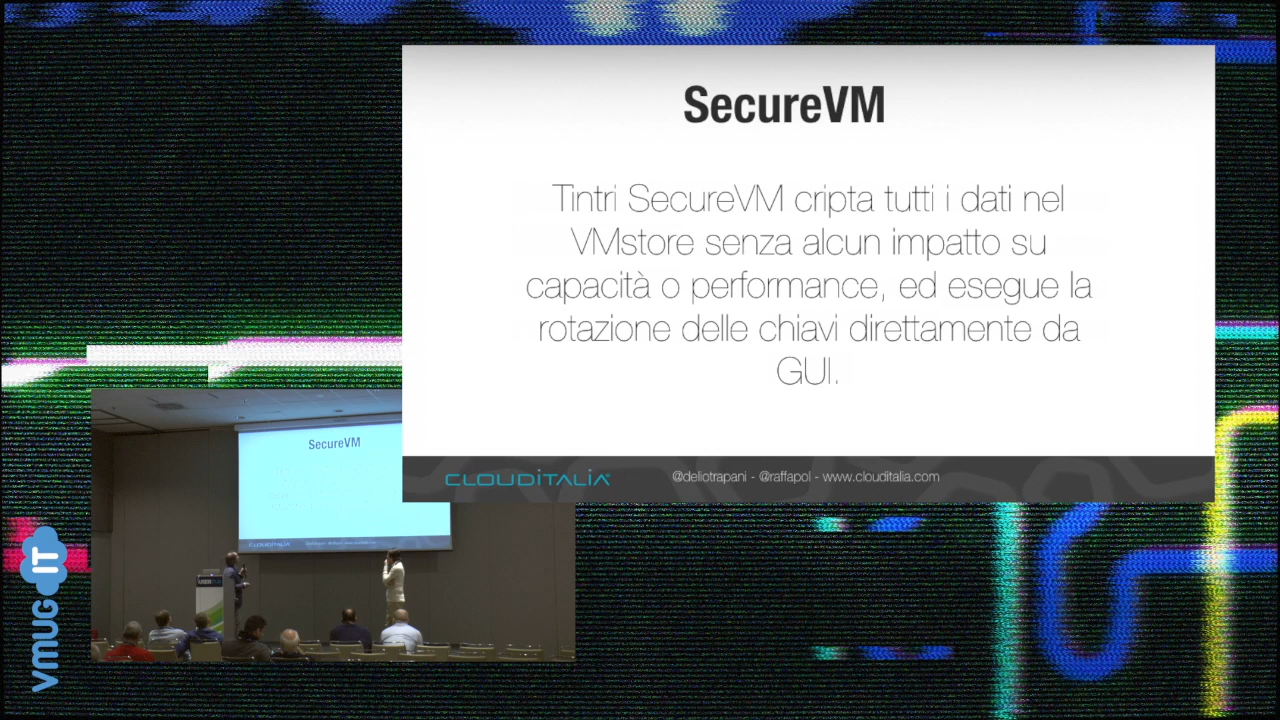 SecureVM
Tintri SecureVM cripta tutti i dati nel
VMstore senza alcun impatto su
capacità o performance, ed esegue la
rotazione delle chiavi direttamente da
GUI.
CLOUDITALIA
@deliotrapani - @raffapol - www.clouditalia.com
SecureVM
CLOUDITALIA
vmug IT